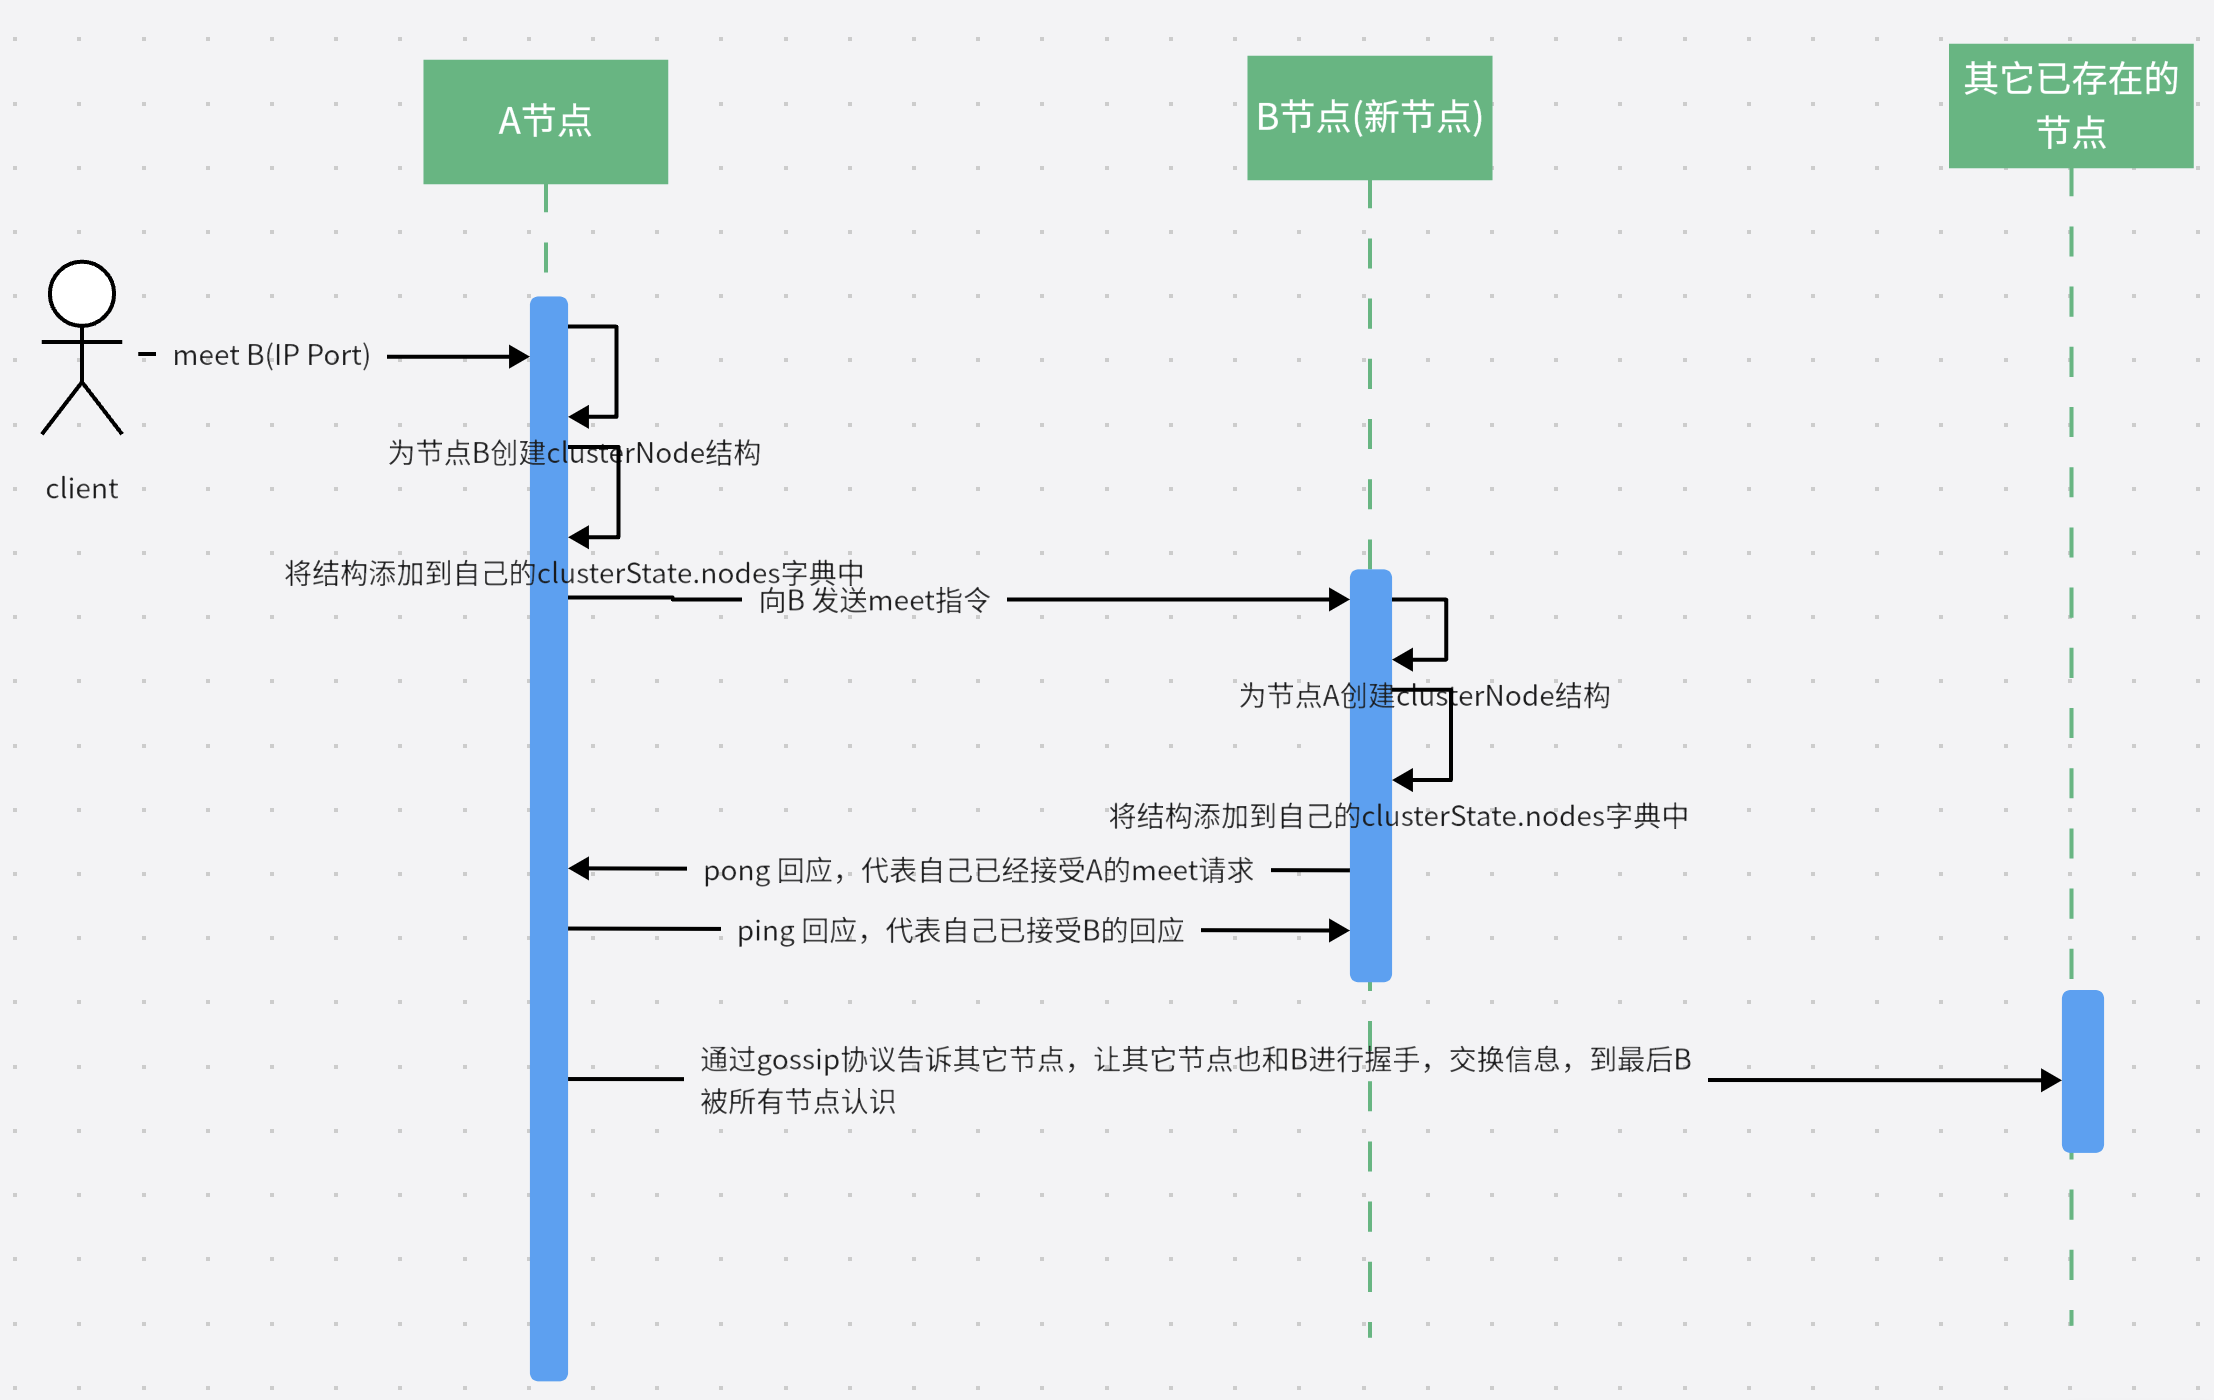 A节点
B节点(新节点)
其它已存在的
节点
meet B(IP Port)
client
为节点B创建clusterNode结构
将结构添加到自己的clusterState.nodes字典中
向B 发送meet指令
为节点A创建clusterNode结构
将结构添加到自己的clusterState.nodes字典中
pong 回应，代表自己已经接受A的meet请求
ping 回应，代表自己已接受B的回应
通过gossip协议告诉其它节点，让其它节点也和B进行握手，交换信息，到最后B
被所有节点认识